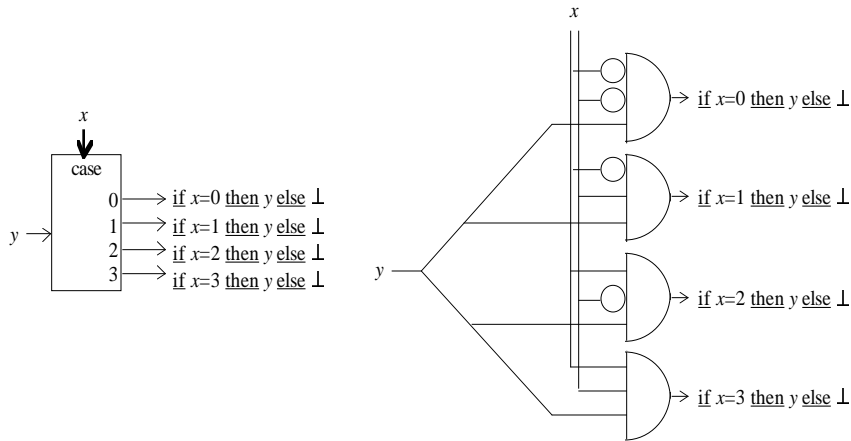 x
case
0
1
2
3
y
if x=0 then y else ⊥
if x=1 then y else ⊥
if x=2 then y else ⊥
if x=3 then y else ⊥
x
y
if x=0 then y else ⊥
if x=1 then y else ⊥
if x=2 then y else ⊥
if x=3 then y else ⊥